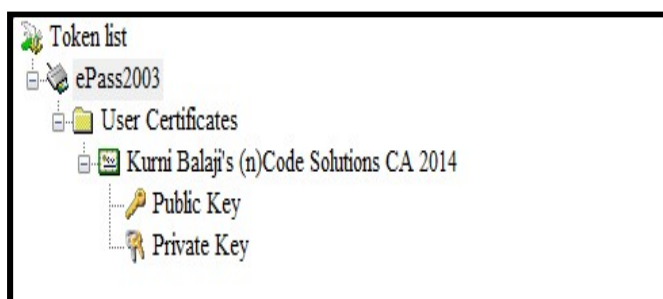 Token list
ePass2003
User Certificates
Kurni Balaji's (n)Code Solutions CA 2014
Public Key
Private Key